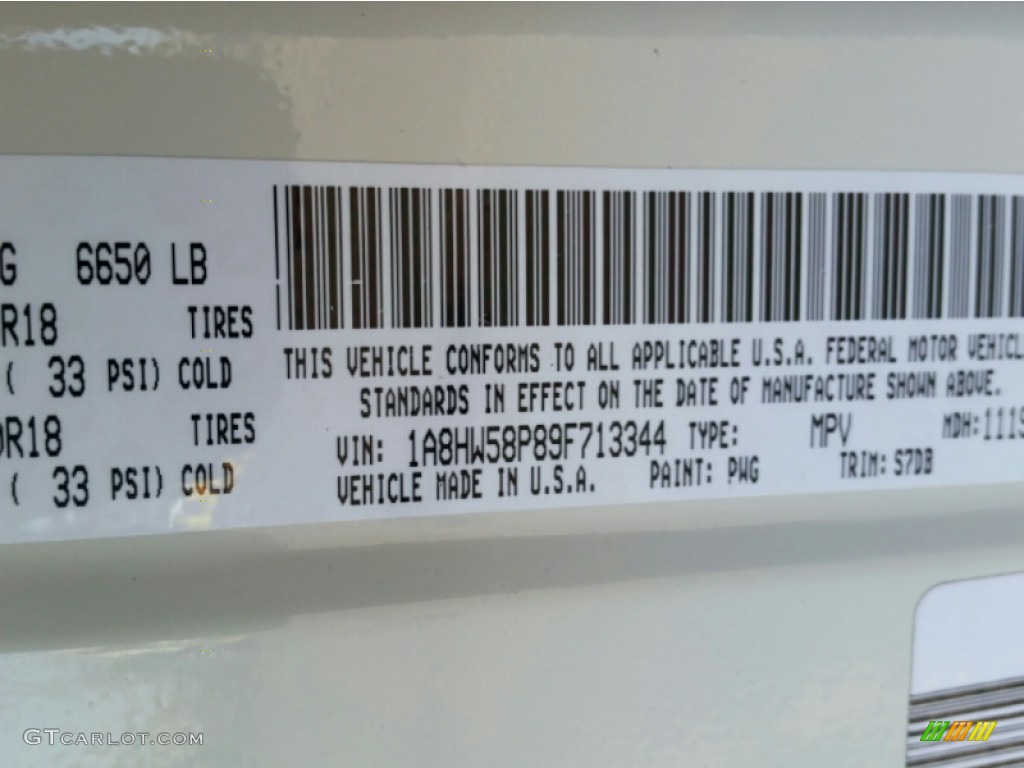 G 6650 LB
R18 TIRES
( 33 PSI) COLD
R18 TIRES
( 33 PSI) COLD
THIS VEHICLE CONFORMS TO ALL APPLICABLE U.S.A. FEDERAL MOTOR VEHICL
STANDARDS IN EFFECT ON THE DATE OF MANUFACTURE SHOWN ABOVE.
VIN: 1A8HW58P89F713344 TYPE: MPV MDH:1119
VEHICLE MADE IN U.S.A. PAINT: PWG TRIM: S7DB
GTCARLOT.COM